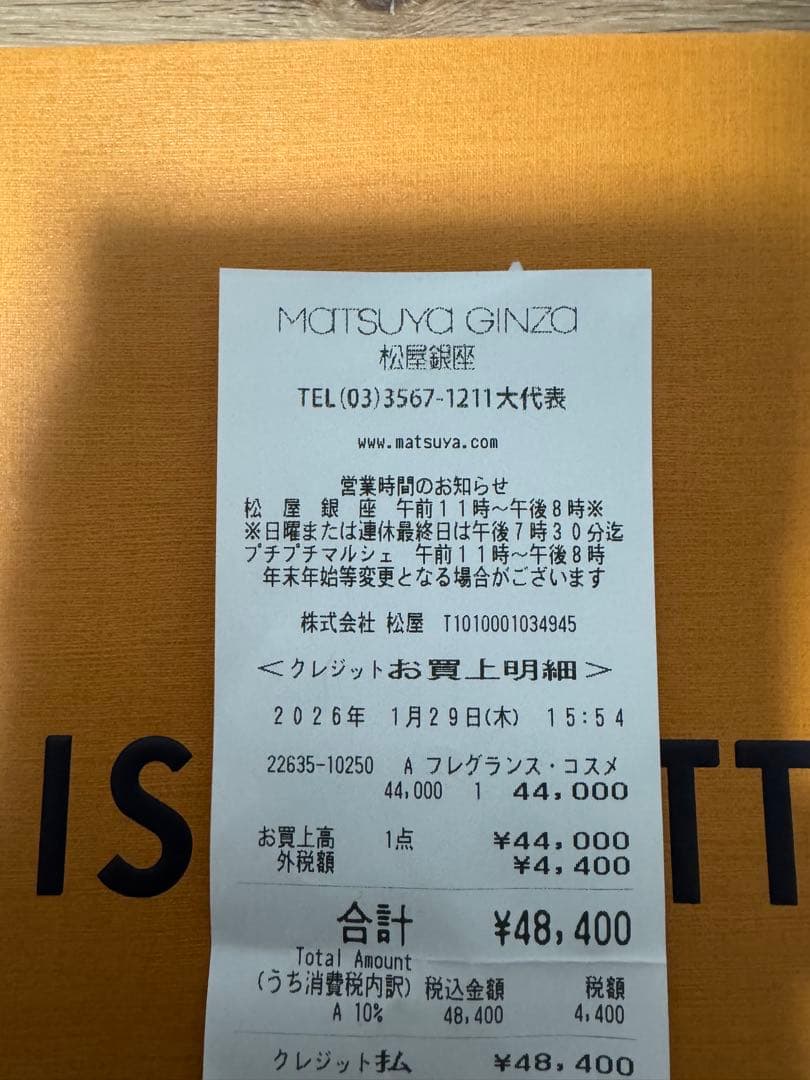 MATSUYA GINZA
松屋銀座
TEL(03)3567-1211大代表
www.matsuya.com
営業時間のお知らせ
松 屋 銀 座 午前11時～午後8時※
※日曜または連休最終日は午後7時30分迄
プチプチマルシェ 午前11時～午後8時
年末年始等変更となる場合がございます
株式会社 松屋 T1010001034945
＜クレジットお買上明細＞
2026年 1月29日(木) 15:54
22635-10250 A フレグランス・コスメ
44,000 1 44,000
お買上高 1点 ¥44,000
外税額 ¥4,400
合計 ¥48,400
Total Amount
(うち消費税内訳) 税込金額 税額
A 10% 48,400 4,400
クレジット払 ¥48,400
IS
TT